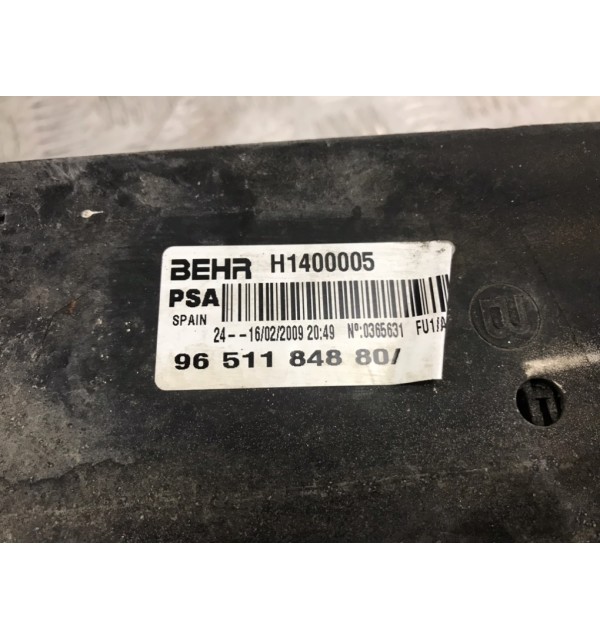 BEHR H1400005
PSA
SPAIN 24--16/02/2009 20:49 Nº:0365631 FU1/A
96 511 848 80/